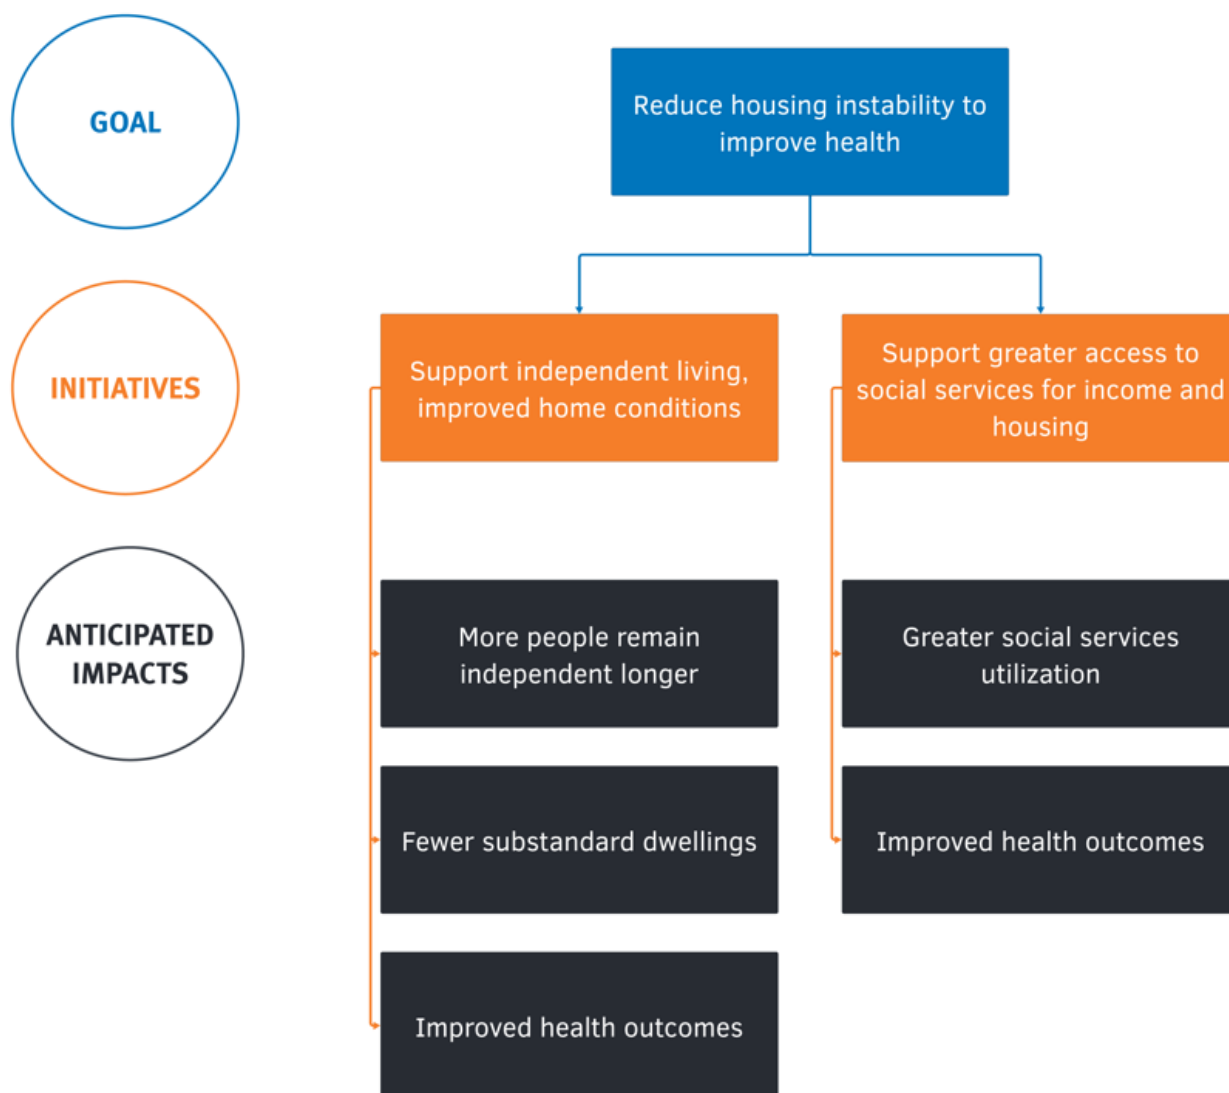 GOAL
Reduce housing instability to
improve health
INITIATIVES
Support independent living,
improved home conditions
Support greater access to
social services for income and
housing
ANTICIPATED
IMPACTS
More people remain
independent longer
Greater social services
utilization
Fewer substandard dwellings
Improved health outcomes
Improved health outcomes